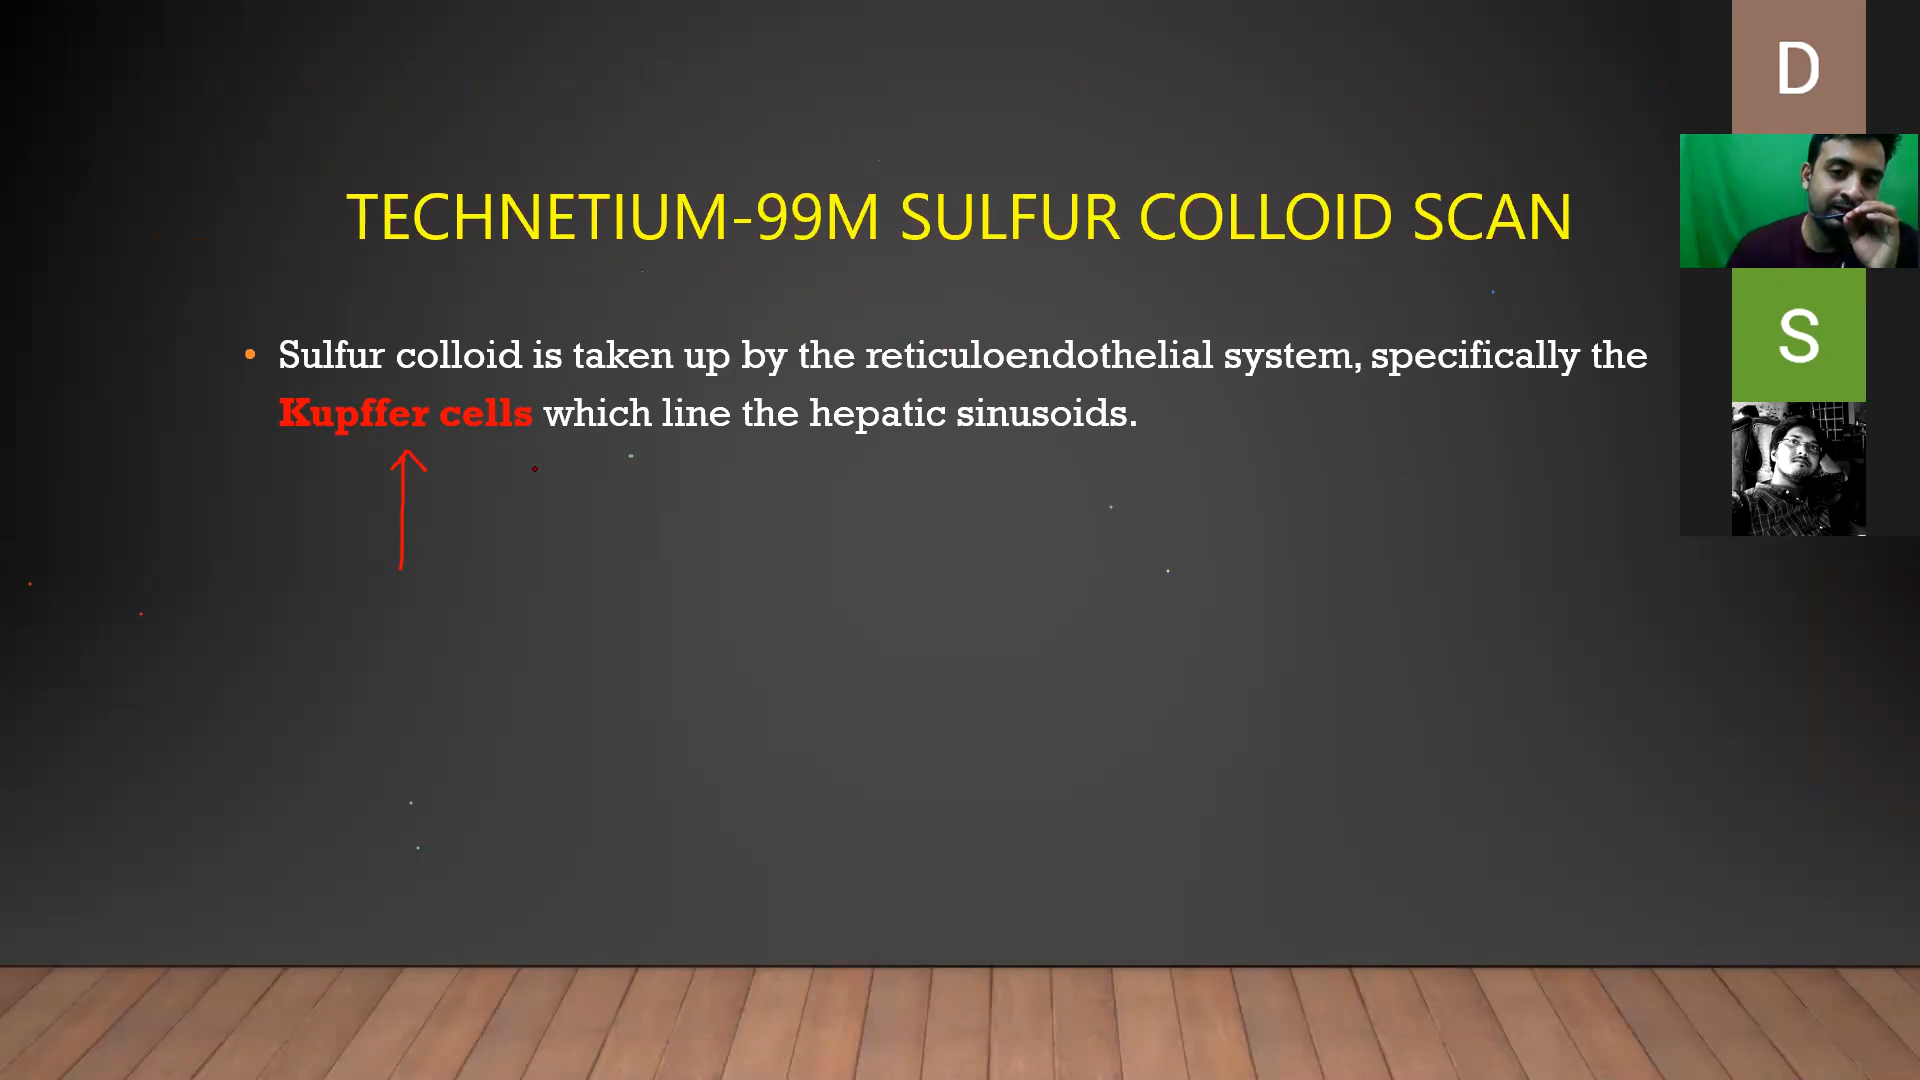 D
TECHNETIUM-99M SULFUR COLLOID SCAN
S
• Sulfur colloid is taken up by the reticuloendothelial system, specifically the
Kupffer cells which line the hepatic sinusoids.